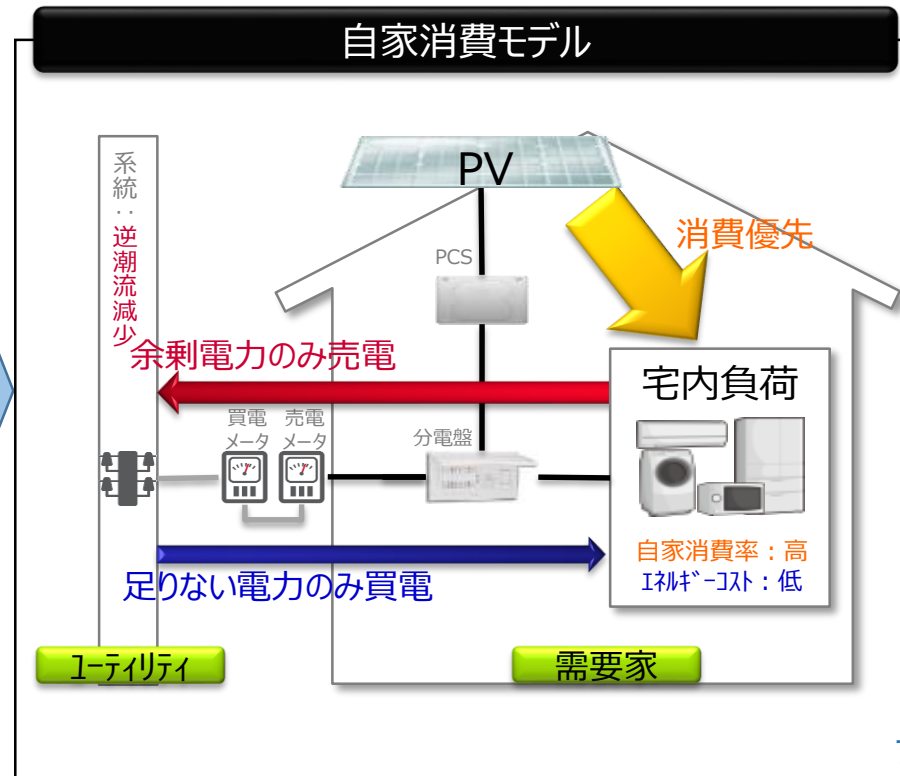 自家消費モデル
系統：逆潮流減少
PV
消費優先
PCS
余剰電力のみ売電
宅内負荷
買電メータ
売電メータ
分電盤
自家消費率：高
ｴﾈﾙｷﾞｰｺｽﾄ：低
足りない電力のみ買電
ﾕｰﾃｨﾘﾃｨ
需要家